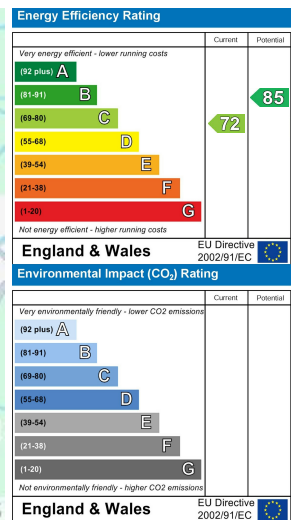 Energy Efficiency Rating
Current Potential
Very energy efficient - lower running costs
(92 plus) A
(81-91) B
85
(69-80) C
72
(55-68) D
(39-54) E
(21-38) F
(1-20) G
Not energy efficient - higher running costs
England & Wales
EU Directive
2002/91/EC
Environmental Impact (CO2) Rating
Current Potential
Very environmentally friendly - lower CO2 emissions
(92 plus) A
(81-91) B
(69-80) C
(55-68) D
(39-54) E
(21-38) F
(1-20) G
Not environmentally friendly - higher CO2 emissions
England & Wales
EU Directive
2002/91/EC